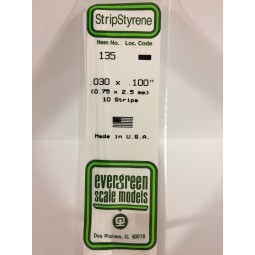 StripStyrene
Item No. Loc. Code
135
.030 x .100"
(0.75 x 2.5 mm)
10 Strips
Made in U.S.A.
evergreen
scale models
Des Plaines, IL 60018